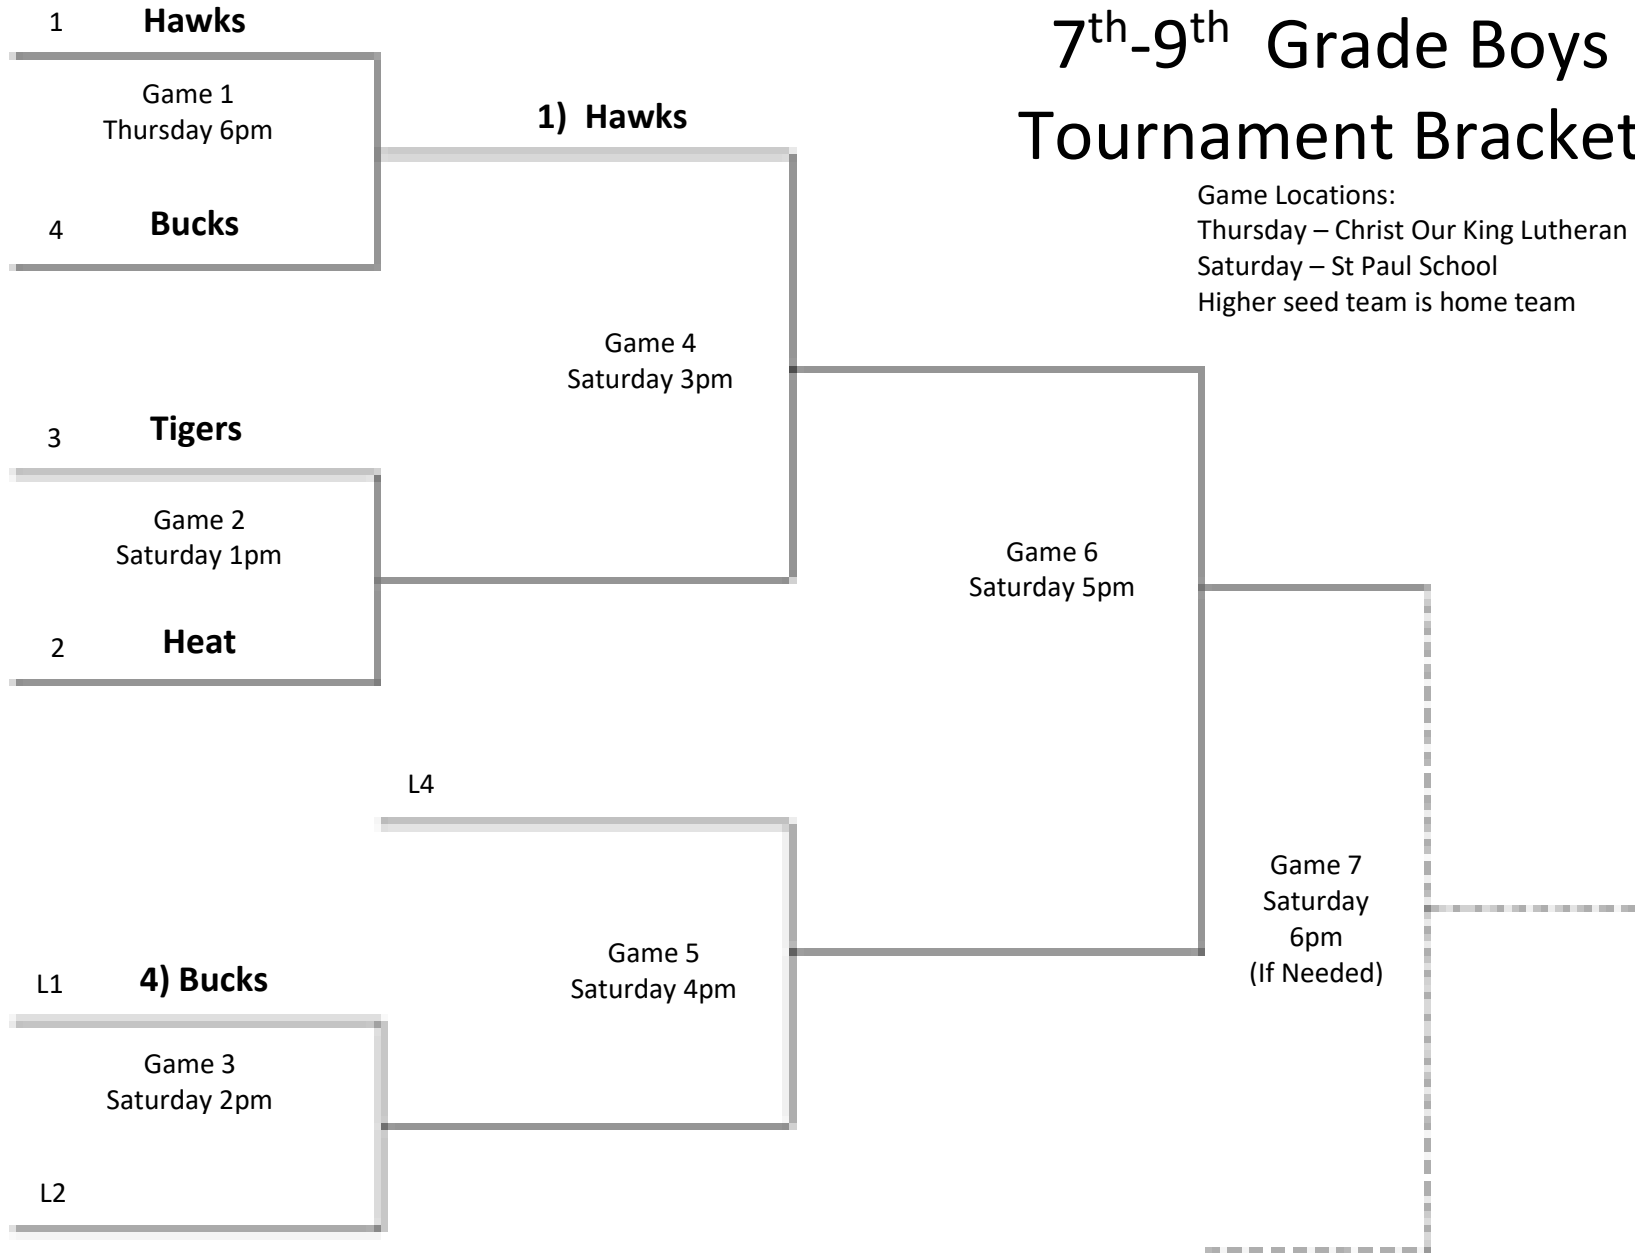 7th-9th Grade Boys
Tournament Bracket
Game Locations:
Thursday – Christ Our King Lutheran
Saturday – St Paul School
Higher seed team is home team
1 Hawks
Game 1
Thursday 6pm
4 Bucks
1) Hawks
3 Tigers
Game 2
Saturday 1pm
2 Heat
Game 4
Saturday 3pm
L4
L1 4) Bucks
Game 3
Saturday 2pm
L2
Game 5
Saturday 4pm
Game 6
Saturday 5pm
Game 7
Saturday
6pm
(If Needed)